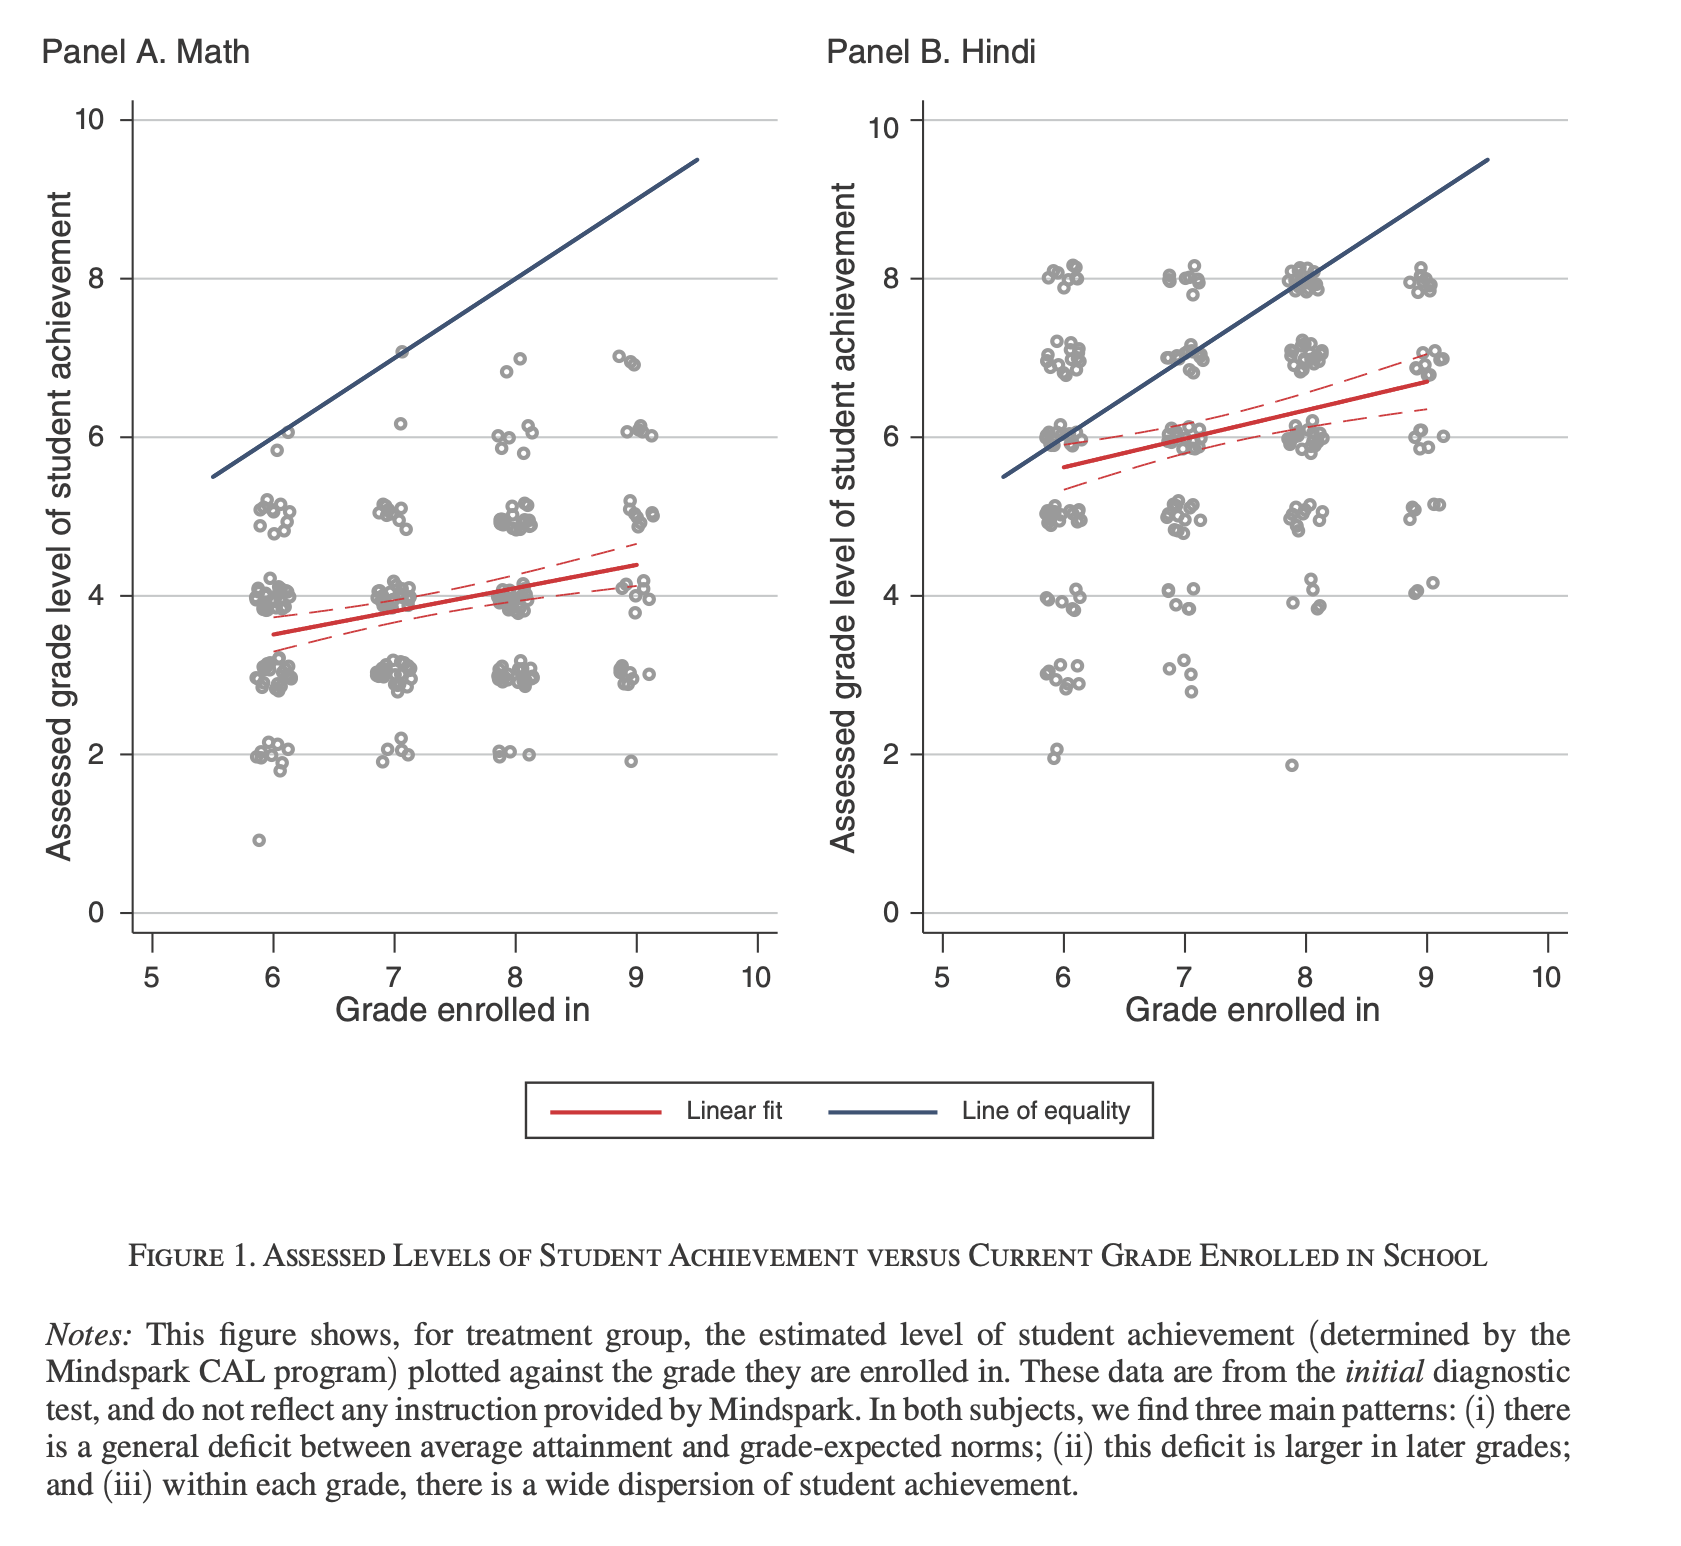 Panel A. Math
10
8
6
4
2
0
Assessed grade level of student achievement
5 6 7 8 9 10
Grade enrolled in
Panel B. Hindi
10
8
6
4
2
0
Assessed grade level of student achievement
5 6 7 8 9 10
Grade enrolled in
Linear fit Line of equality
Figure 1. Assessed Levels of Student Achievement versus Current Grade Enrolled in School
Notes: This figure shows, for treatment group, the estimated level of student achievement (determined by the
Mindspark CAL program) plotted against the grade they are enrolled in. These data are from the initial diagnostic
test, and do not reflect any instruction provided by Mindspark. In both subjects, we find three main patterns: (i) there
is a general deficit between average attainment and grade-expected norms; (ii) this deficit is larger in later grades;
and (iii) within each grade, there is a wide dispersion of student achievement.